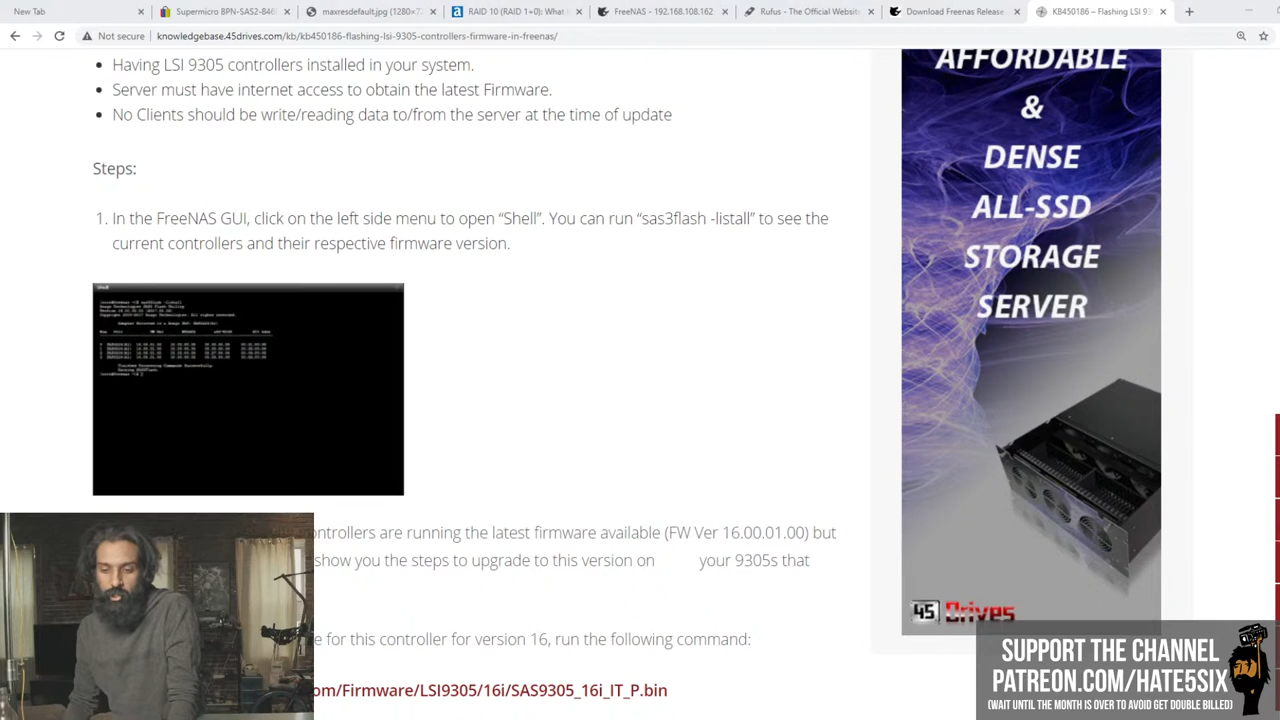 New Tab
Supermicro BPN-SAS2-846
maxresdefault.jpg (1280×72
RAID 10 (RAID 1+0): What i
FreeNAS - 192.168.108.162
Rufus - The Official Websit
Download Freenas Release
KB450186 – Flashing LSI 93
Not secure
knowledgebase.45drives.com/kb/kb450186-flashing-lsi-9305-controllers-firmware-in-freenas/
Having LSI 9305 controllers installed in your system.
Server must have internet access to obtain the latest Firmware.
No Clients should be write/reading data to/from the server at the time of update
Steps:
1. In the FreeNAS GUI, click on the left side menu to open “Shell”. You can run “sas3flash -listall” to see the
current controllers and their respective firmware version.
ontrollers are running the latest firmware available (FW Ver 16.00.01.00) but
show you the steps to upgrade to this version on your 9305s that
e for this controller for version 16, run the following command:
om/Firmware/LSI9305/16i/SAS9305_16i_IT_P.bin
AFFORDABLE
&
DENSE
ALL-SSD
STORAGE
SERVER
45 Drives
SUPPORT THE CHANNEL
PATREON.COM/HATE5SIX
(WAIT UNTIL THE MONTH IS OVER TO AVOID GET DOUBLE BILLED)